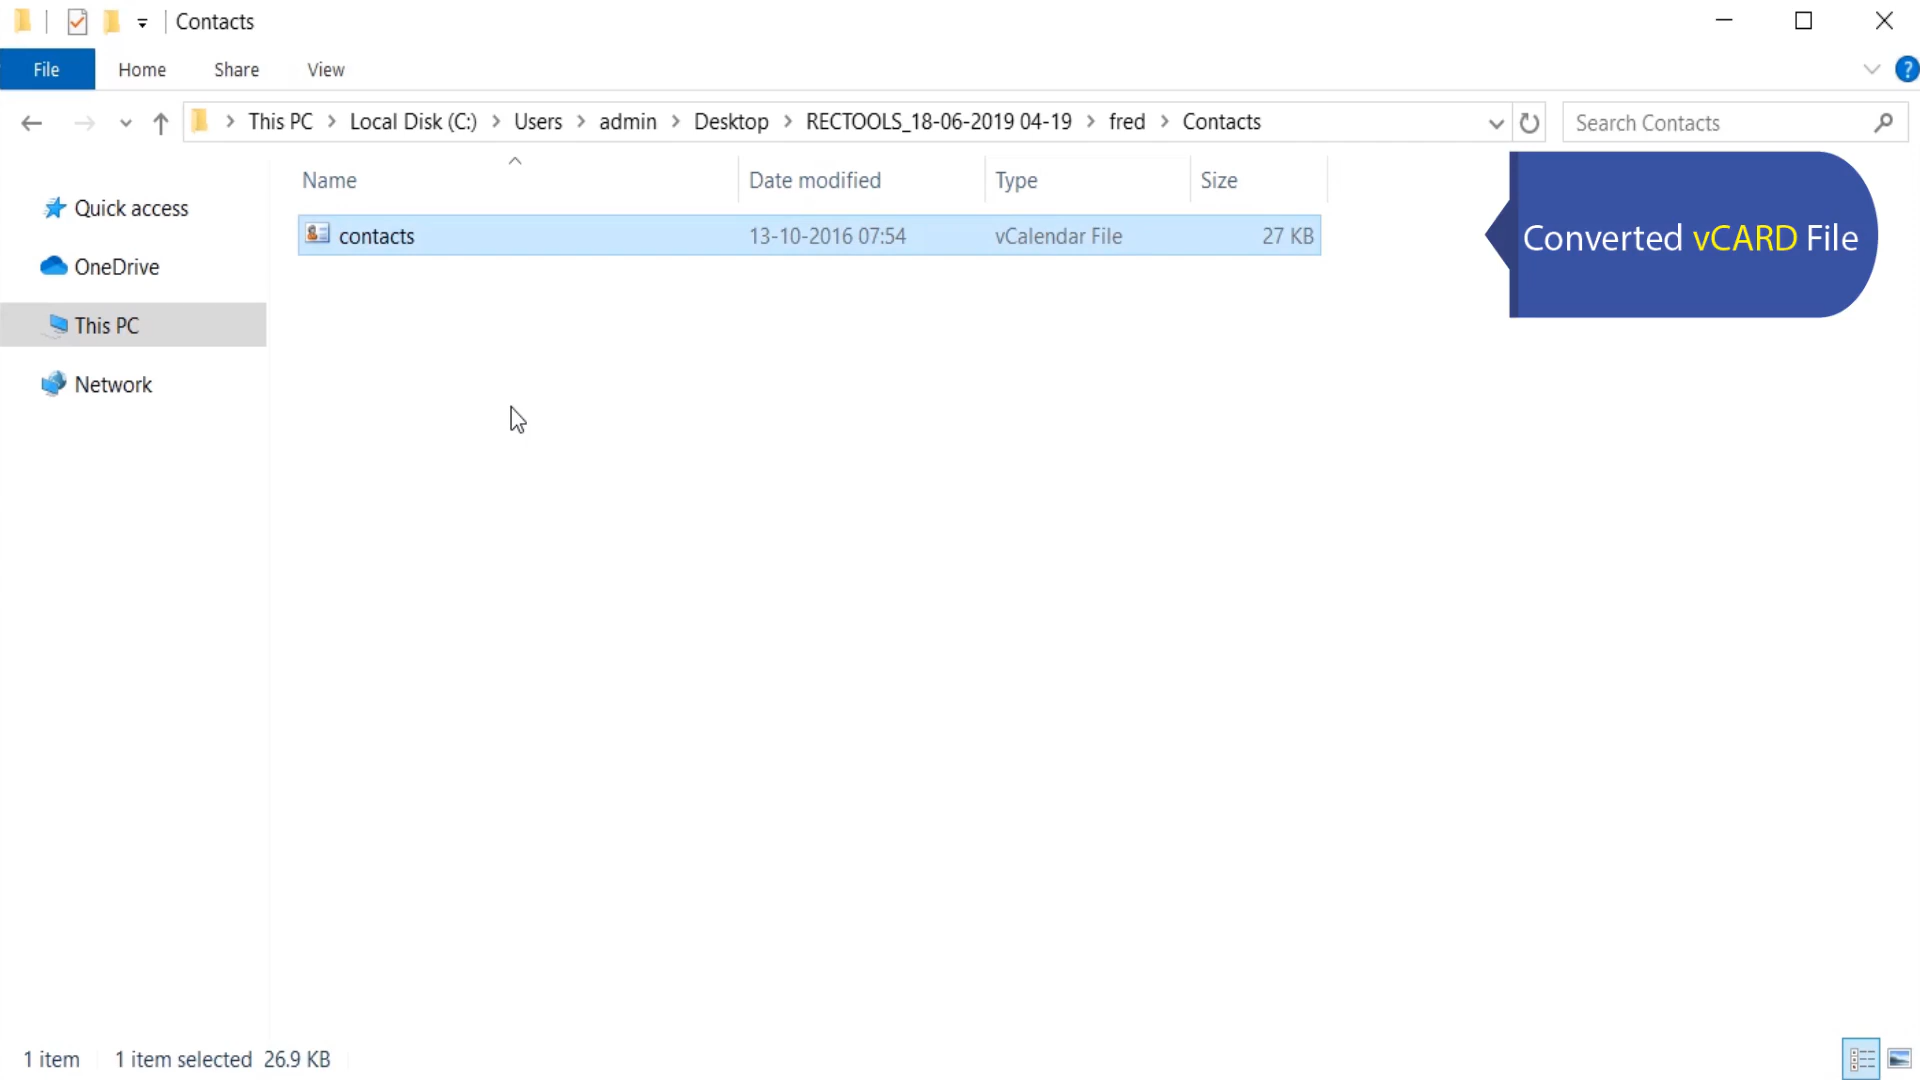 Contacts
File Home Share View
?
This PC Local Disk (C:) Users admin Desktop RECTOOLS_18-06-2019 04-19 fred Contacts
Search Contacts
Name Date modified Type Size
contacts 13-10-2016 07:54 vCalendar File 27 KB
Converted vCARD File
Quick access
OneDrive
This PC
Network
1 item 1 item selected 26.9 KB